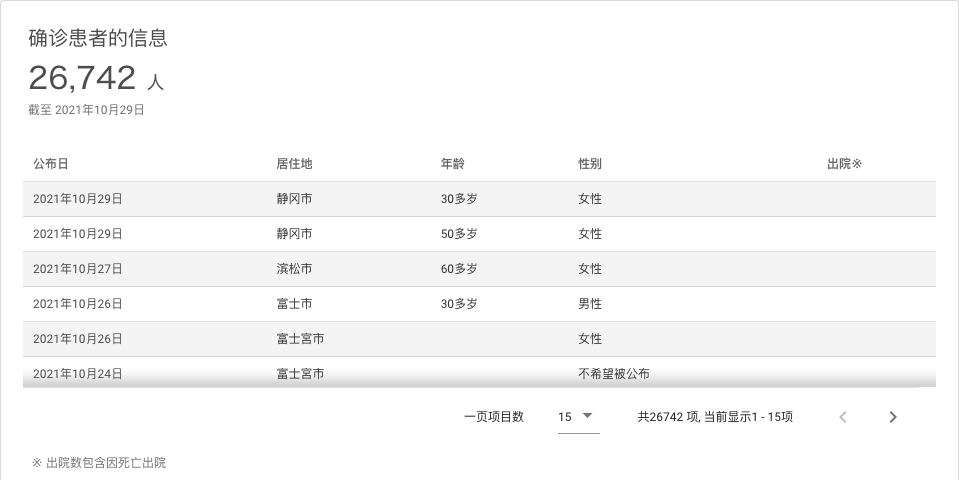 确诊患者的信息
26,742 人
截至 2021年10月29日
公布日 居住地 年龄 性别 出院※
2021年10月29日 静冈市 30多岁 女性
2021年10月29日 静冈市 50多岁 女性
2021年10月27日 滨松市 60多岁 女性
2021年10月26日 富士市 30多岁 男性
2021年10月26日 富士宮市 女性
2021年10月24日 富士宮市 不希望被公布
一页项目数 15 共26742 项, 当前显示1 - 15项
※ 出院数包含因死亡出院